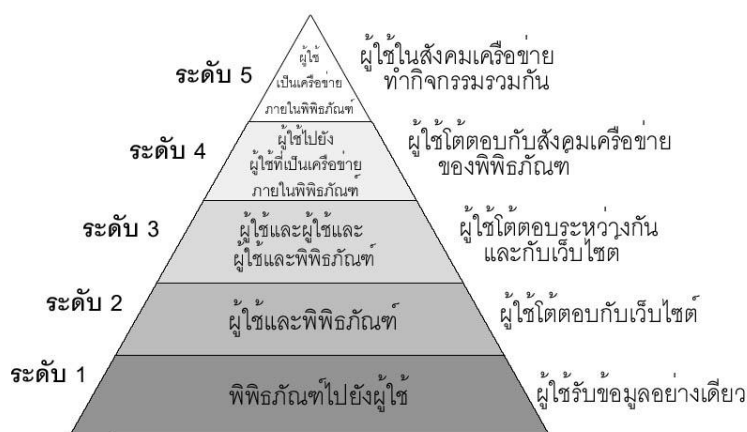 ระดับ 5
ผู้ใช้
เป็นเครือข่าย
ภายในพิพิธภัณฑ์
ผู้ใช้ในสังคมเครือข่าย
ทำกิจกรรมรวมกัน
ระดับ 4
ผู้ใช้ไปยัง
ผู้ใช้ที่เป็นเครือข่าย
ภายในพิพิธภัณฑ์
ผู้ใช้โต้ตอบกับสังคมเครือข่าย
ของพิพิธภัณฑ์
ระดับ 3
ผู้ใช้และผู้ใช้และ
ผู้ใช้และพิพิธภัณฑ์
ผู้ใช้โต้ตอบระหว่างกัน
และกับเว็บไซต์
ระดับ 2
ผู้ใช้และพิพิธภัณฑ์
ผู้ใช้โต้ตอบกับเว็บไซต์
ระดับ 1
พิพิธภัณฑ์ไปยังผู้ใช้
ผู้ใช้รับข้อมูลอย่างเดียว